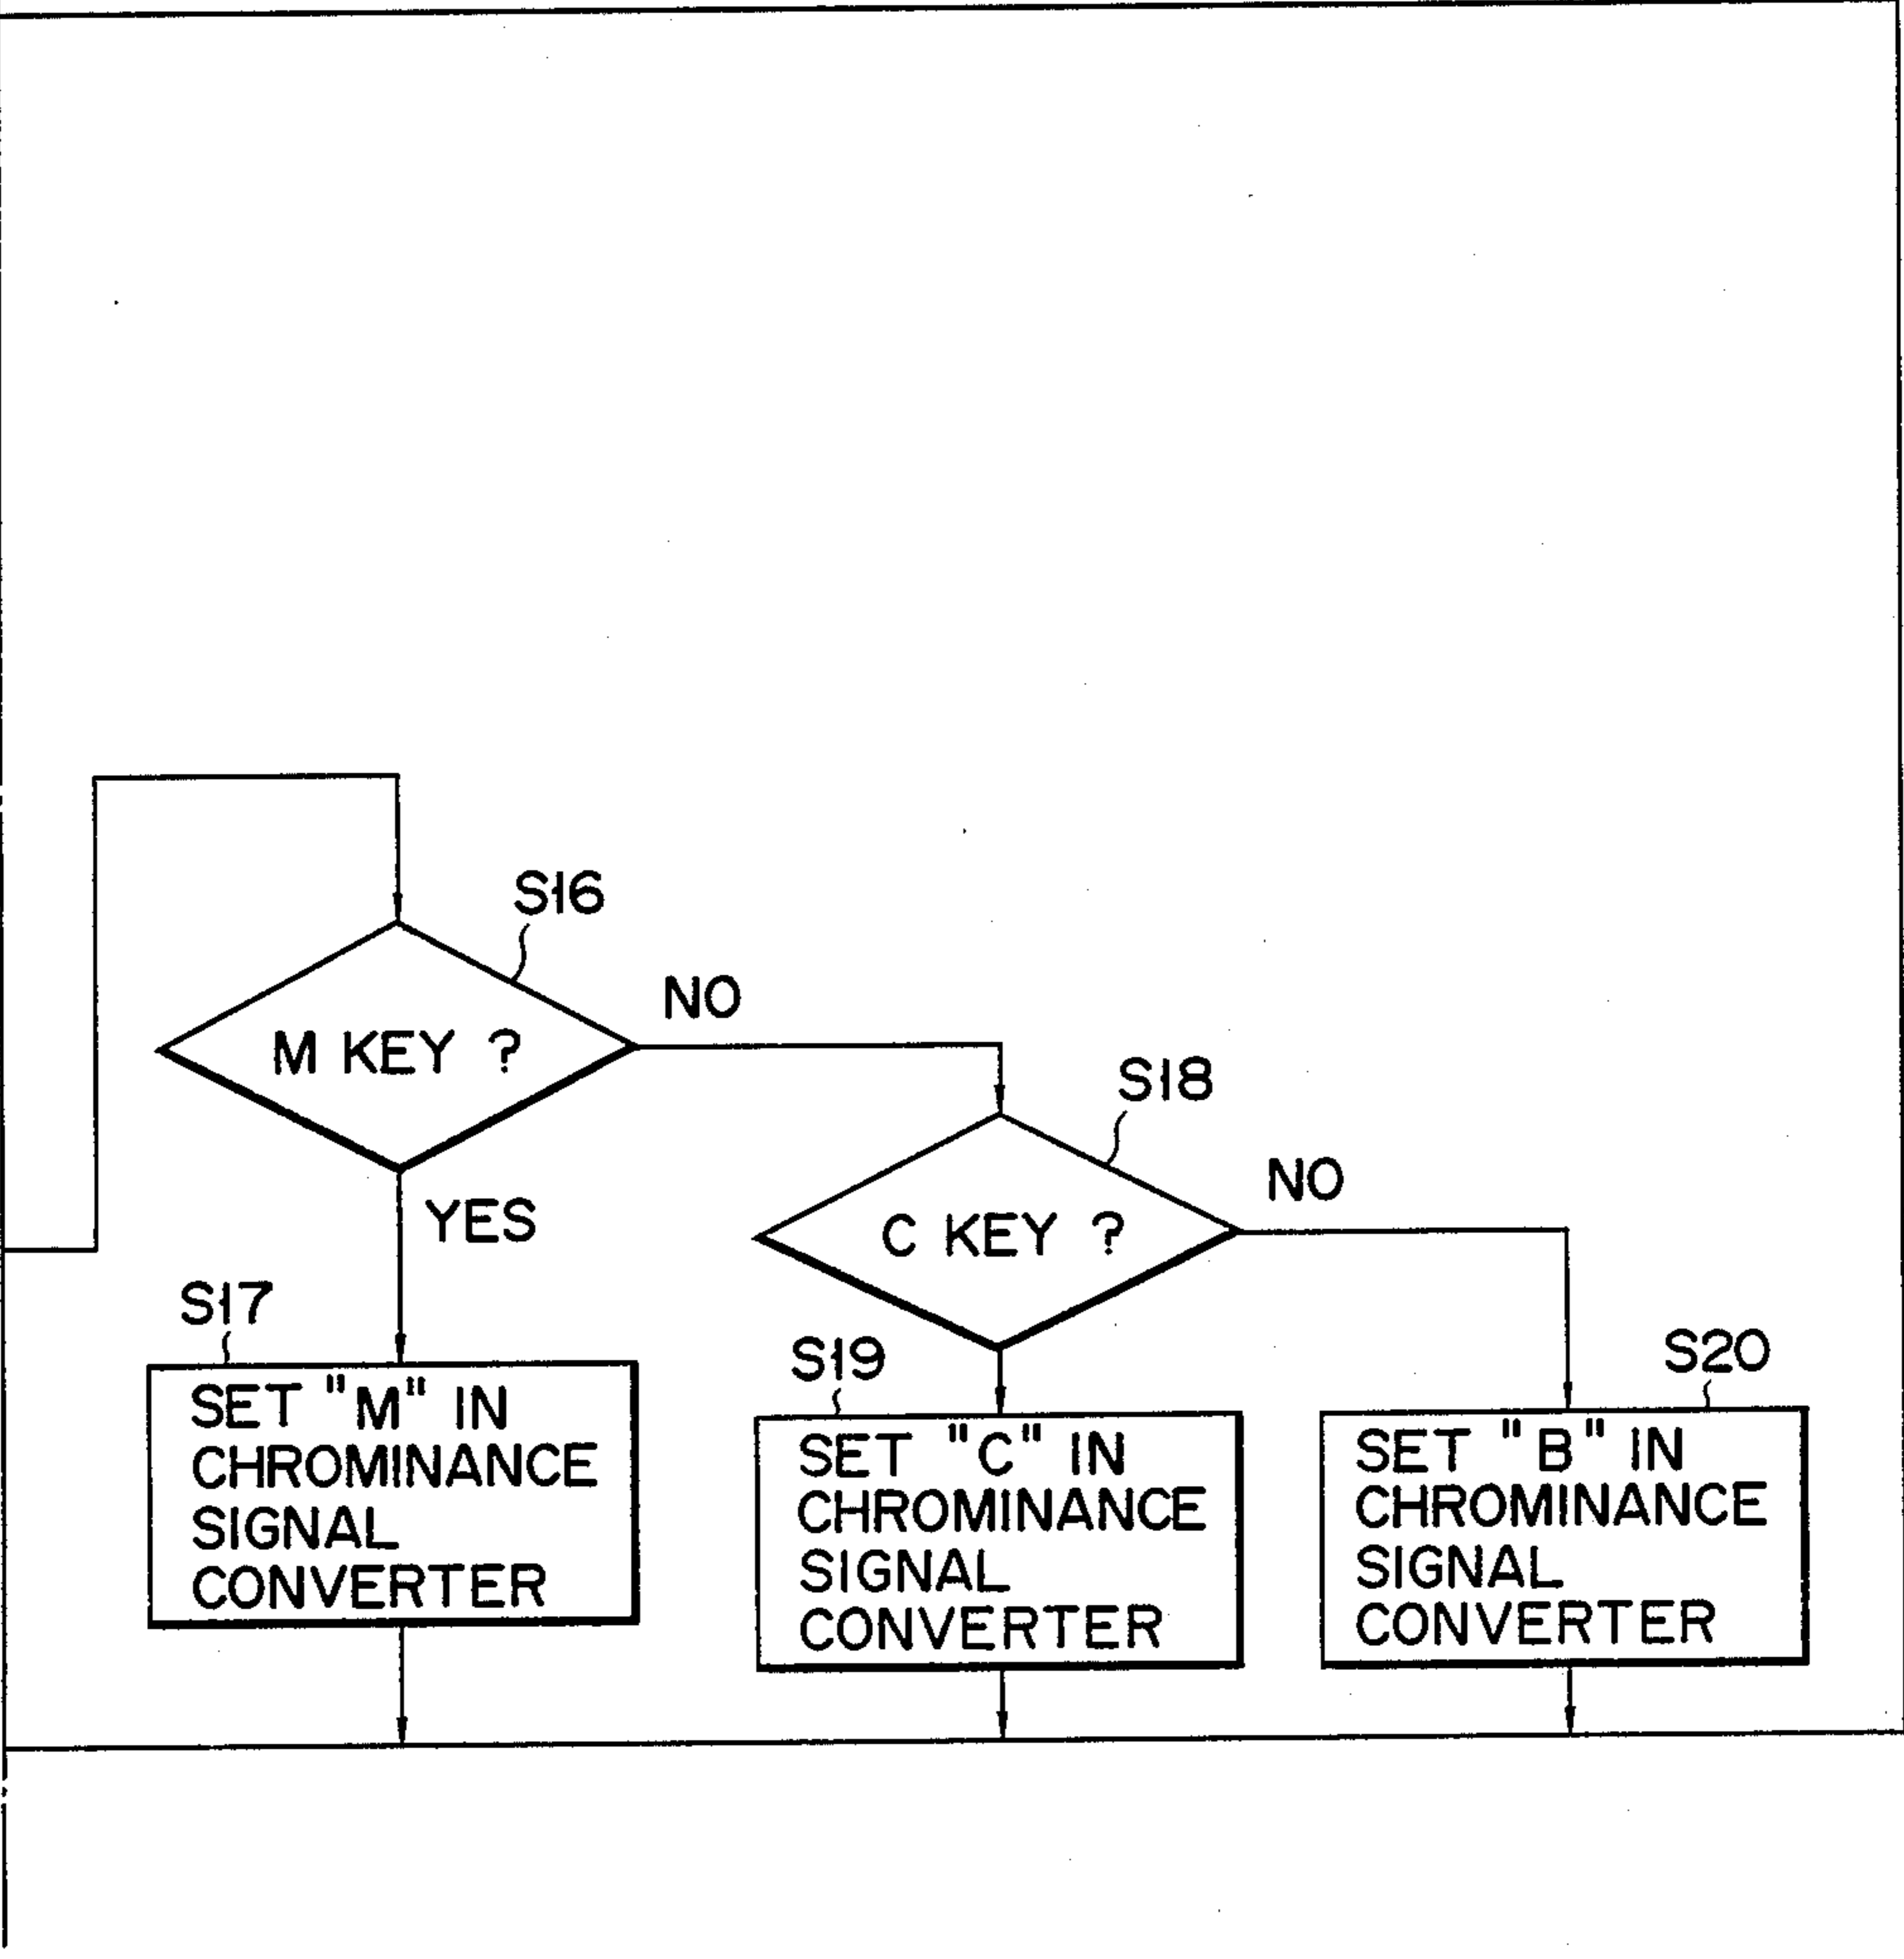 S16
M KEY ?
NO
YES
S17
SET "M" IN
CHROMINANCE
SIGNAL
CONVERTER
S18
C KEY ?
NO
S19
SET "C" IN
CHROMINANCE
SIGNAL
CONVERTER
S20
SET "B" IN
CHROMINANCE
SIGNAL
CONVERTER